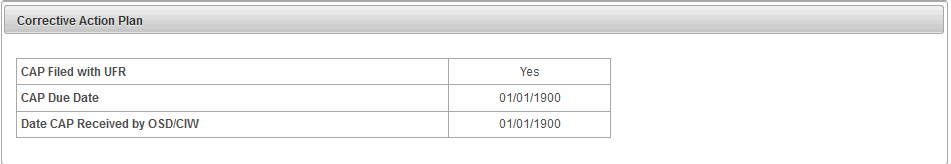 Corrective Action Plan
CAP Filed with UFR Yes
CAP Due Date 01/01/1900
Date CAP Received by OSD/CIW 01/01/1900